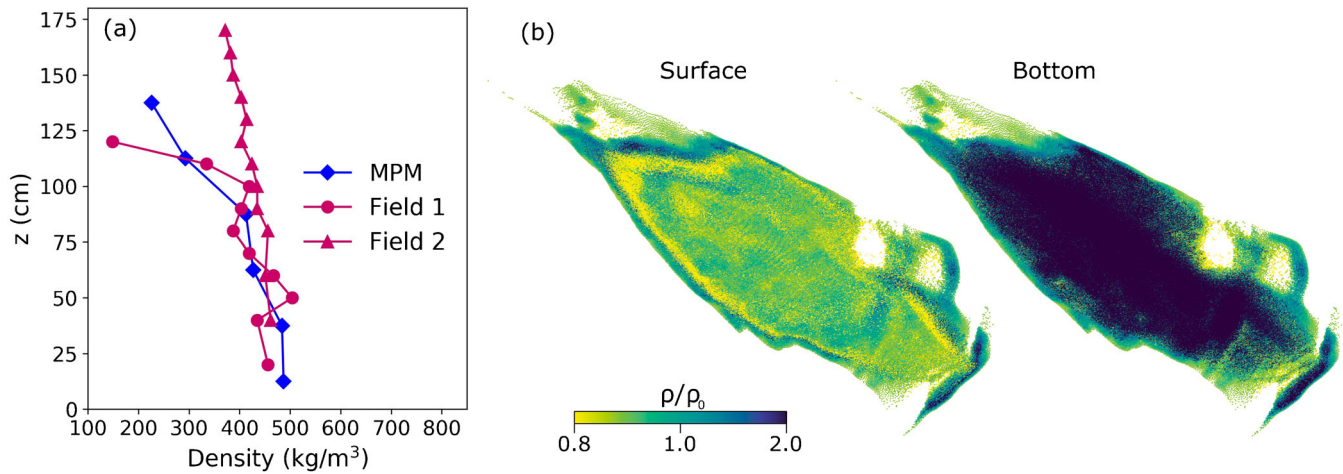 (a)
175
150
125
100
75
50
25
0
z (cm)
100 200 300 400 500 600 700 800
Density (kg/m³)
MPM
Field 1
Field 2
(b)
Surface
Bottom
ρ/ρ₀
0.8 1.0 2.0